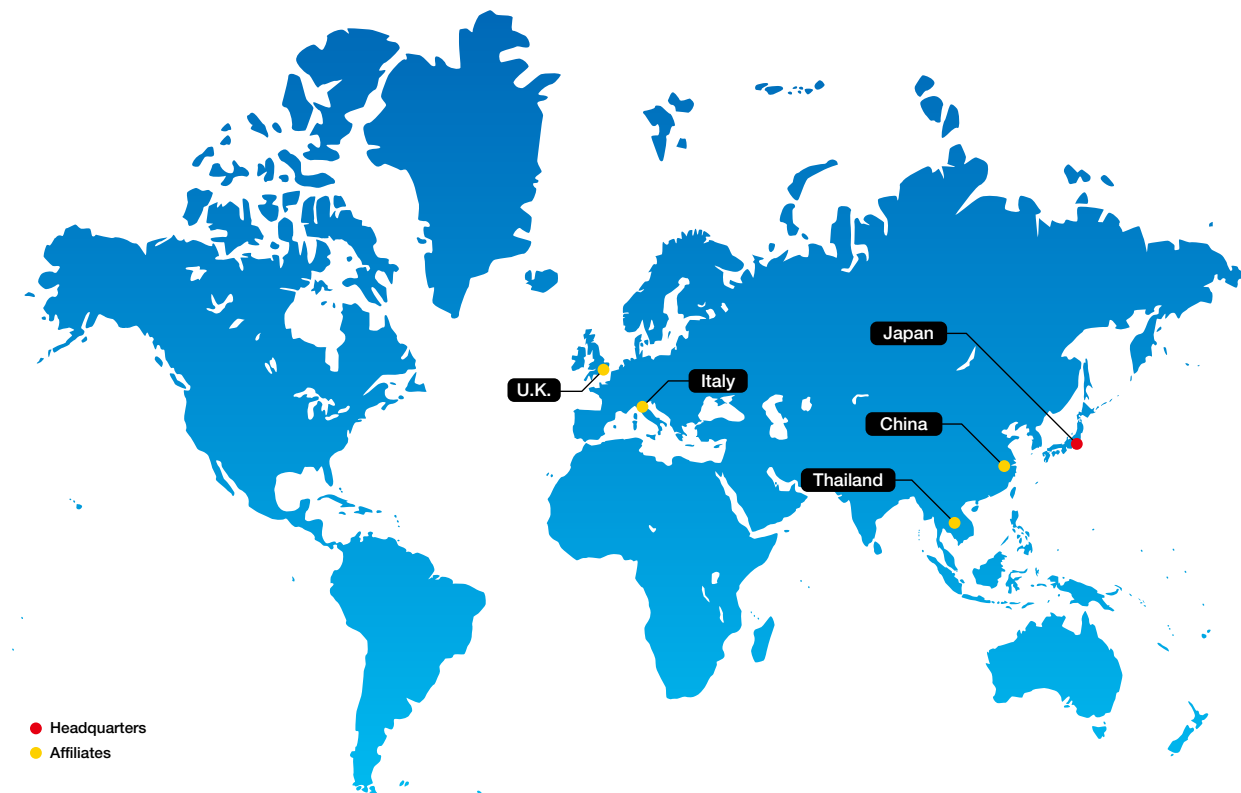 Japan
U.K.
Italy
China
Thailand
Headquarters
Affiliates